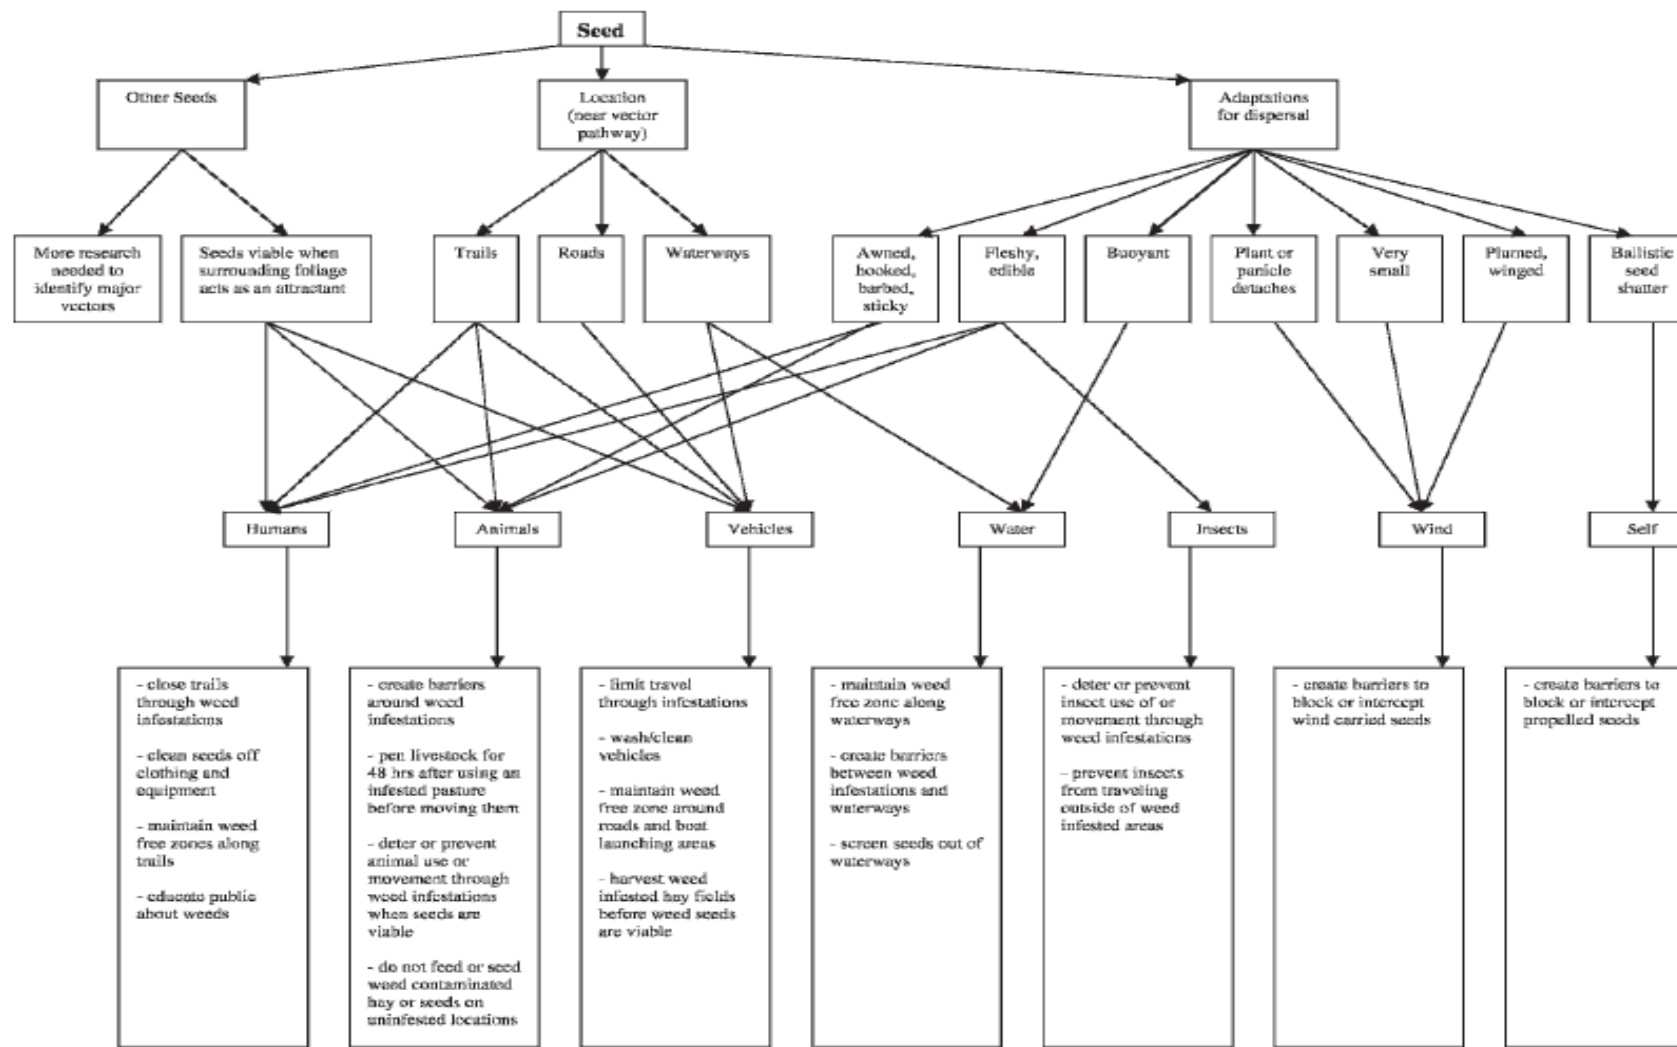 Seed
Other Seeds
Location
(near vector
pathway)
Adaptations
for dispersal
More research
needed to
identify major
vectors
Seeds viable when
surrounding foliage
acts as an attractant
Trails
Roads
Waterways
Awned,
hooked,
barbed,
sticky
Fleshy,
edible
Buoyant
Plant or
panicle
detaches
Very
small
Plumed,
winged
Ballistic
seed
shatter
Humans
Animals
Vehicles
Water
Insects
Wind
Self
- close trails
through weed
infestations
- clean seeds off
clothing and
equipment
- maintain weed
free zones along
trails
- educate public
about weeds
- create barriers
around weed
infestations
- pen livestock for
48 hrs after using an
infested pasture
before moving them
- deter or prevent
animal use or
movement through
weed infestations
when seeds are
viable
- do not feed or seed
weed contaminated
hay or seeds on
uninfested locations
- limit travel
through infestations
- wash/clean
vehicles
- maintain weed
free zone around
roads and boat
launching areas
- harvest weed
infested hay fields
before weed seeds
are viable
- maintain weed
free zone along
waterways
- create barriers
between weed
infestations and
waterways
- screen seeds out of
waterways
- deter or prevent
insect use of or
movement through
weed infestations
- prevent insects
from traveling
outside of weed
infested areas
- create barriers to
block or intercept
wind carried seeds
- create barriers to
block or intercept
propelled seeds